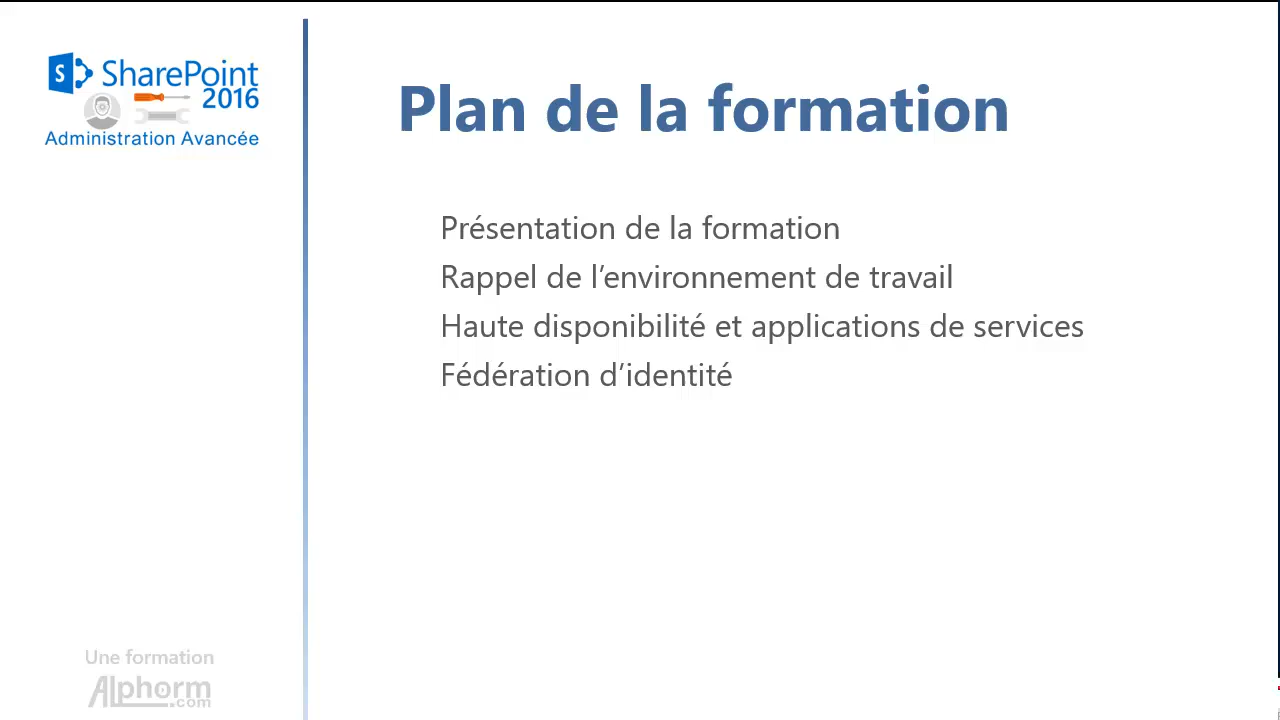 S
SharePoint
2016
Administration Avancée
Plan de la formation
Présentation de la formation
Rappel de l’environnement de travail
Haute disponibilité et applications de services
Fédération d’identité
Une formation
Alphorm
.com